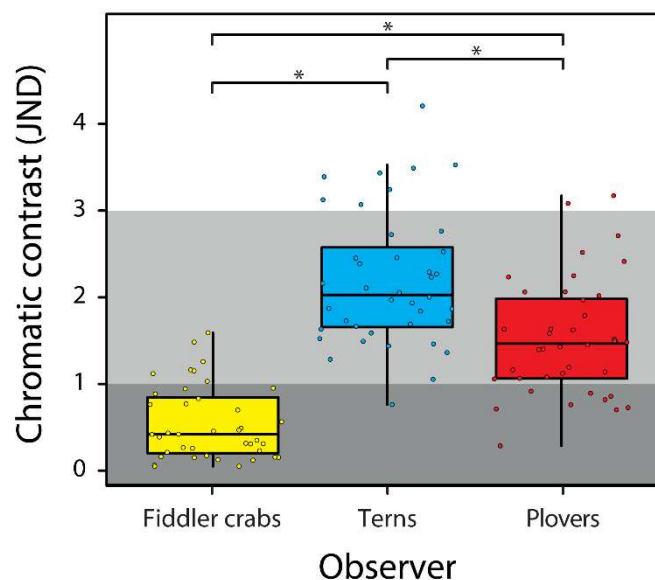 *
* *
Chromatic contrast (JND)
4
3
2
1
0
Fiddler crabs Terns Plovers
Observer